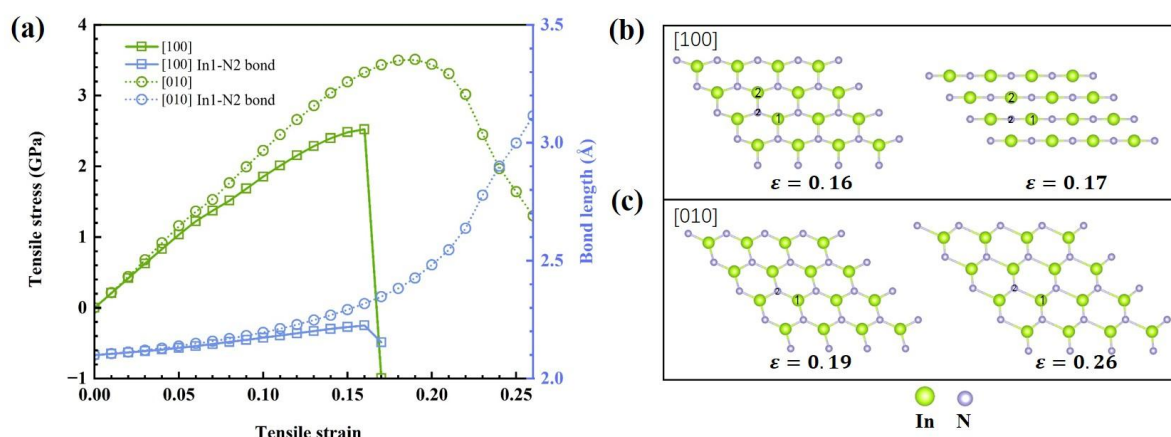 (a)
[100]
[100] In1-N2 bond
[010]
[010] In1-N2 bond
Tensile stress (GPa)
4
3
2
1
0
−1
0.00 0.05 0.10 0.15 0.20 0.25
Tensile strain
3.5
3.0
2.5
2.0
Bond length (Å)
(b)
[100]
2
2
1
ε = 0.16
2
2
1
ε = 0.17
(c)
[010]
2
1
ε = 0.19
2
1
ε = 0.26
In N